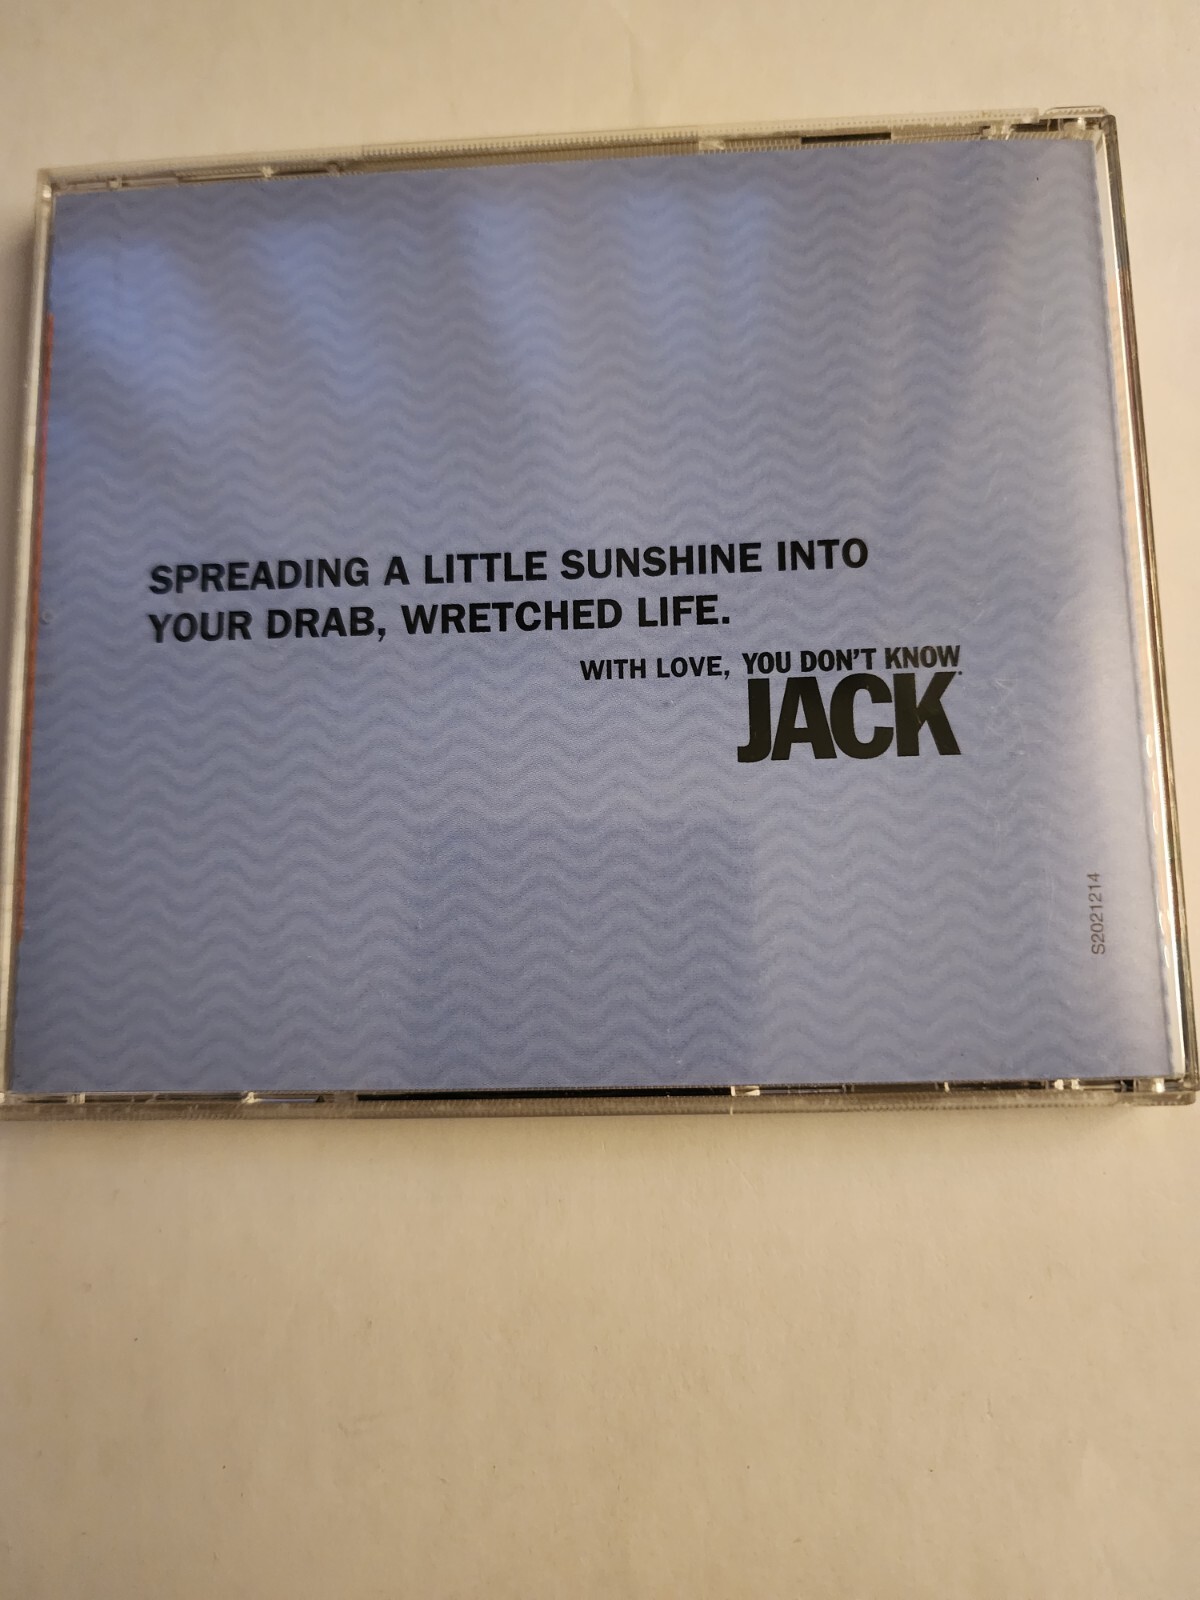 SPREADING A LITTLE SUNSHINE INTO
YOUR DRAB, WRETCHED LIFE.
WITH LOVE, YOU DON'T KNOW
JACK
S2021214